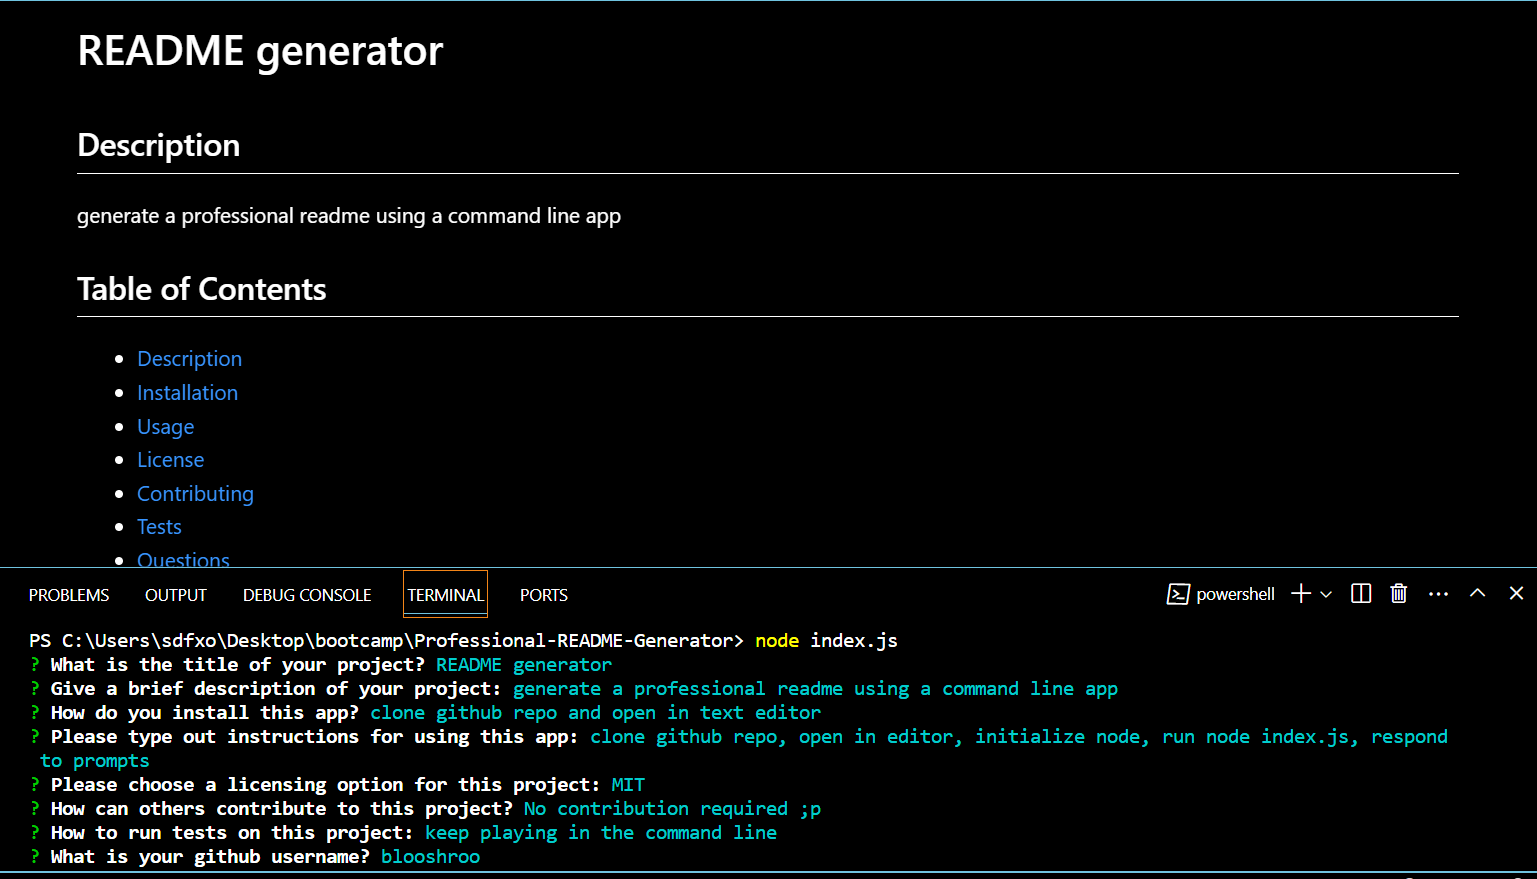 README generator
Description
generate a professional readme using a command line app
Table of Contents
Description
Installation
Usage
License
Contributing
Tests
Questions
PROBLEMS OUTPUT DEBUG CONSOLE TERMINAL PORTS powershell
PS C:\Users\sdfxo\Desktop\bootcamp\Professional-README-Generator> node index.js
? What is the title of your project? README generator
? Give a brief description of your project: generate a professional readme using a command line app
? How do you install this app? clone github repo and open in text editor
? Please type out instructions for using this app: clone github repo, open in editor, initialize node, run node index.js, respond
to prompts
? Please choose a licensing option for this project: MIT
? How can others contribute to this project? No contribution required ;p
? How to run tests on this project: keep playing in the command line
? What is your github username? blooshroo